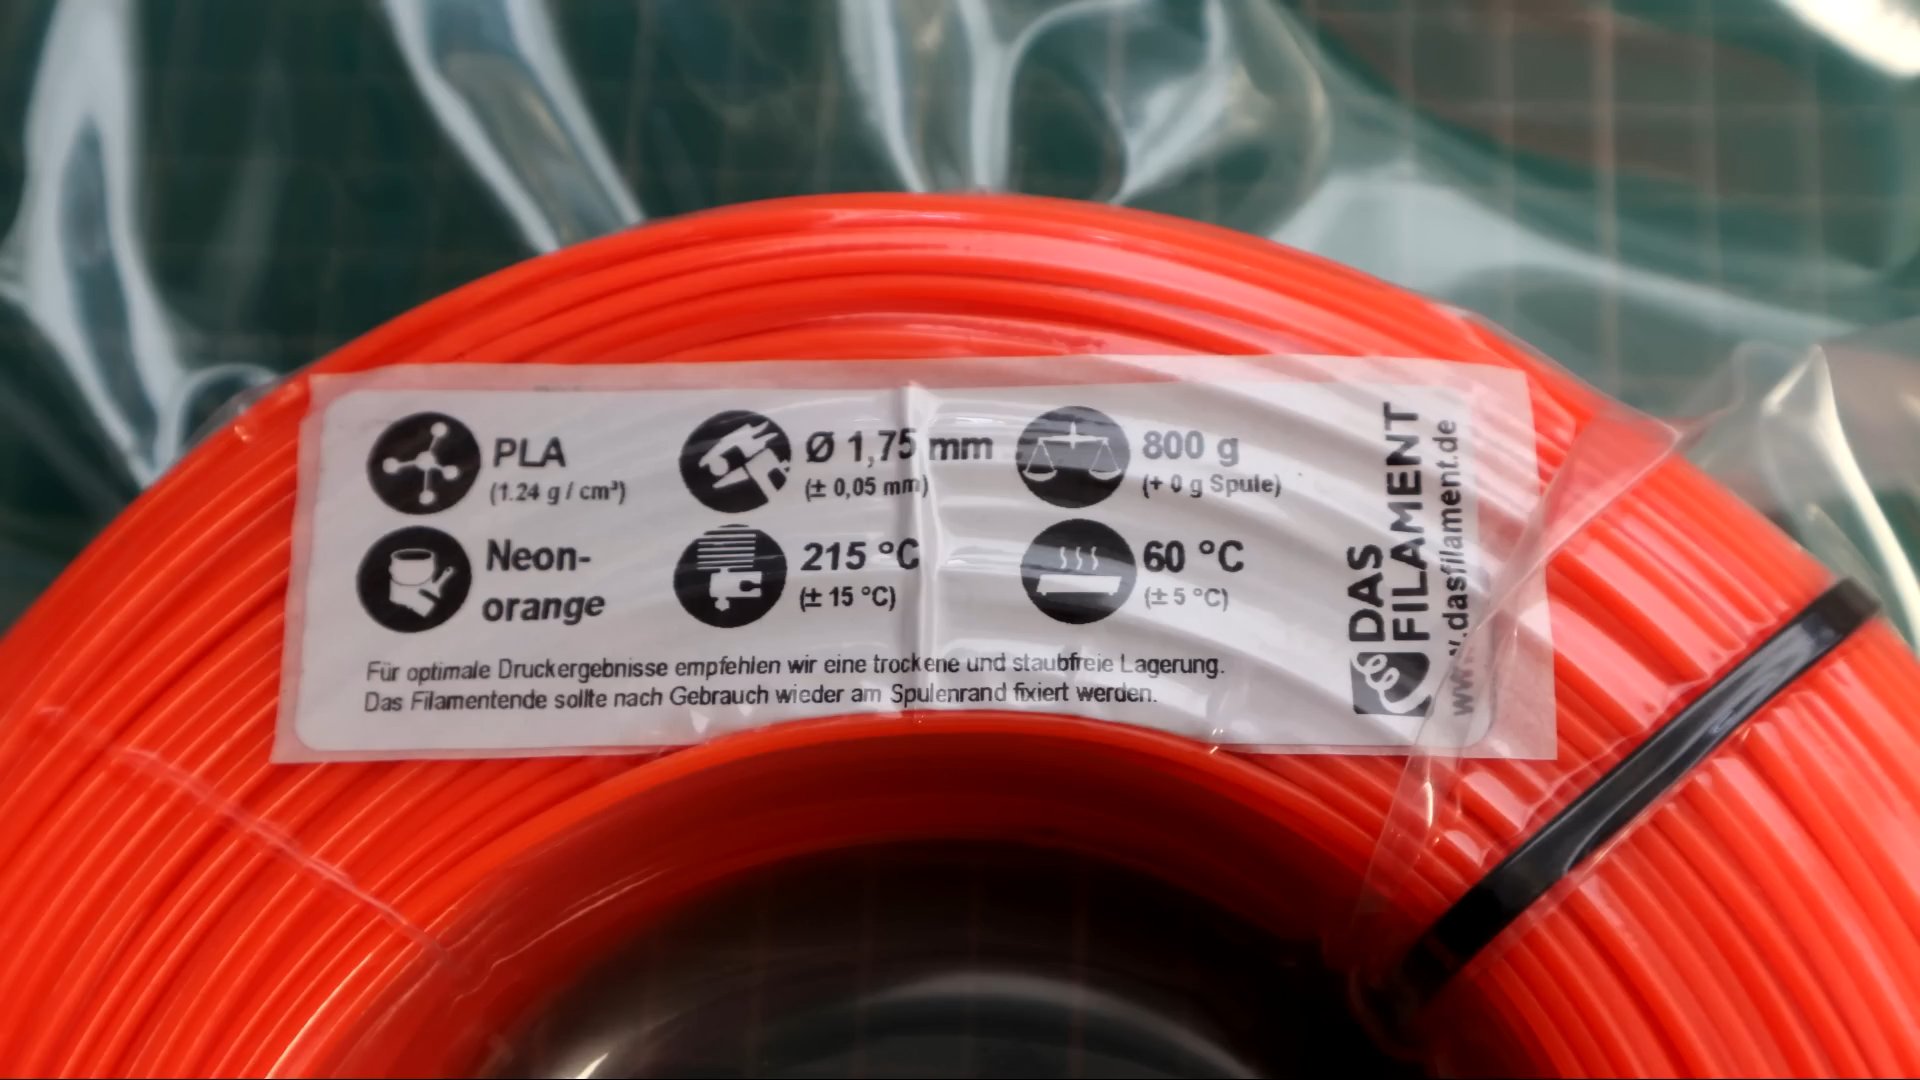 PLA
(1.24 g / cm³)
Ø 1,75 mm
(± 0,05 mm)
800 g
(+ 0 g Spule)
Neon-
orange
215 °C
(± 15 °C)
60 °C
(± 5 °C)
Für optimale Druckergebnisse empfehlen wir eine trockene und staubfreie Lagerung.
Das Filamentende sollte nach Gebrauch wieder am Spulenrand fixiert werden.
DAS
FILAMENT
www.dasfilament.de